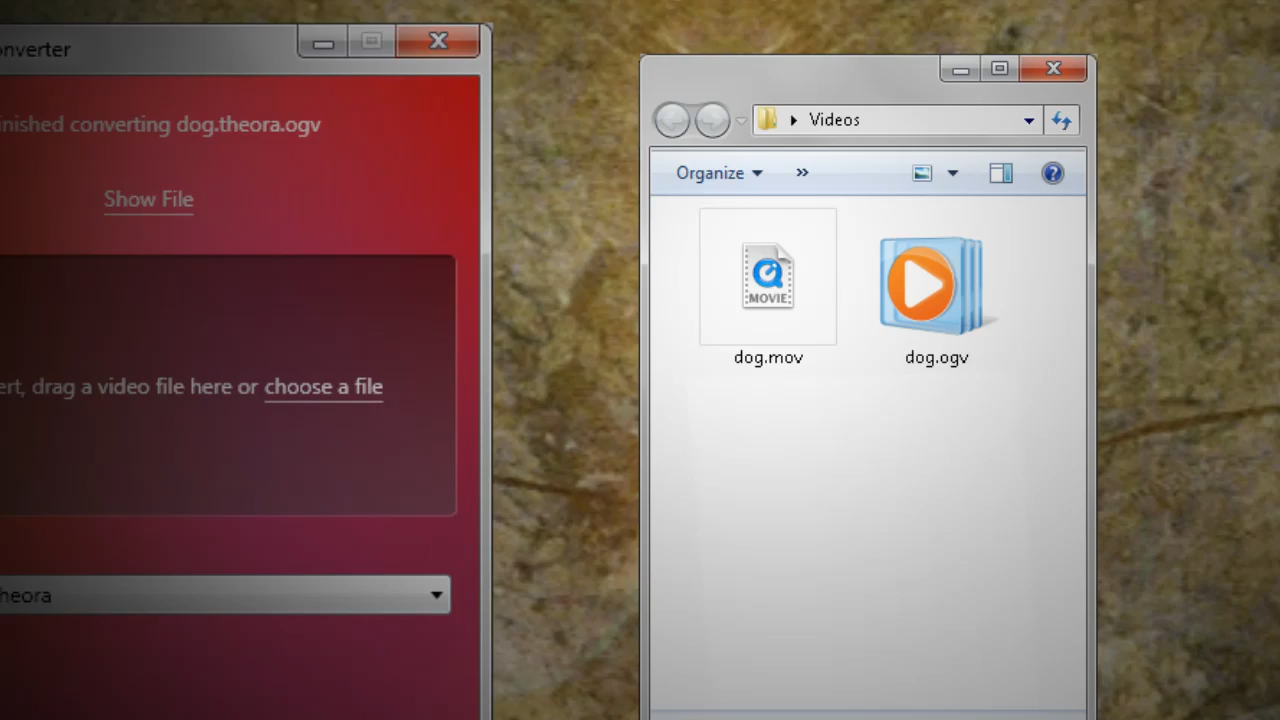 onverter
inished converting dog.theora.ogv
Show File
ert, drag a video file here or choose a file
heora
Videos
Organize »
?
MOVIE
dog.mov
dog.ogv